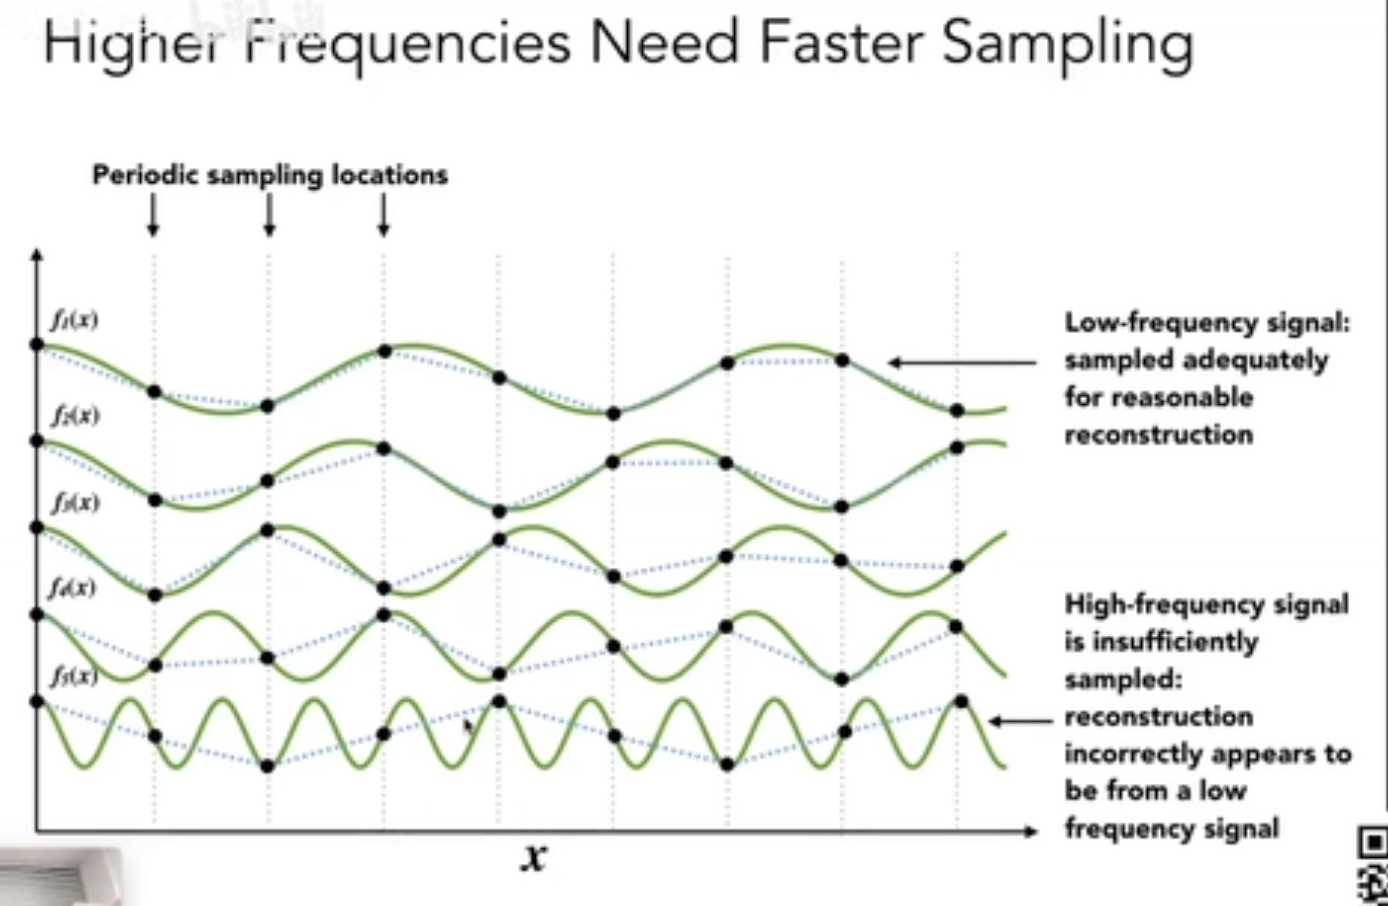 Higher Frequencies Need Faster Sampling
Periodic sampling locations
f₁(x)
f₂(x)
f₃(x)
f₄(x)
f₅(x)
Low-frequency signal:
sampled adequately
for reasonable
reconstruction
High-frequency signal
is insufficiently
sampled:
reconstruction
incorrectly appears to
be from a low
frequency signal
x